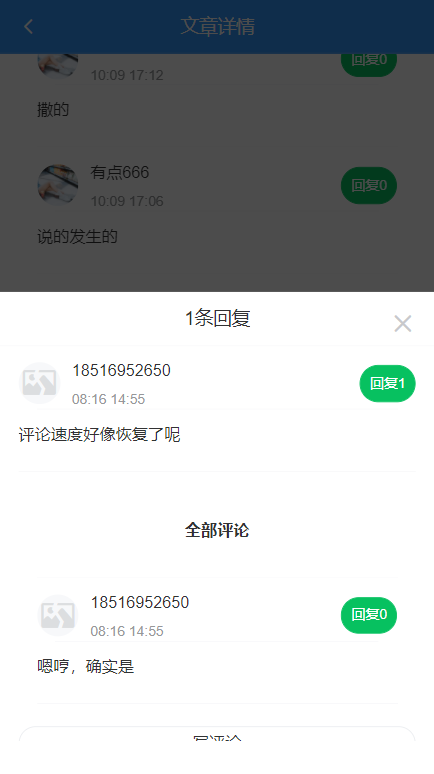 文章详情
10:09 17:12
回复0
撒的
有点666
10:09 17:06
回复0
说的发生的
1条回复
18516952650
08:16 14:55
回复1
评论速度好像恢复了呢
全部评论
18516952650
08:16 14:55
回复0
嗯哼，确实是
写评论